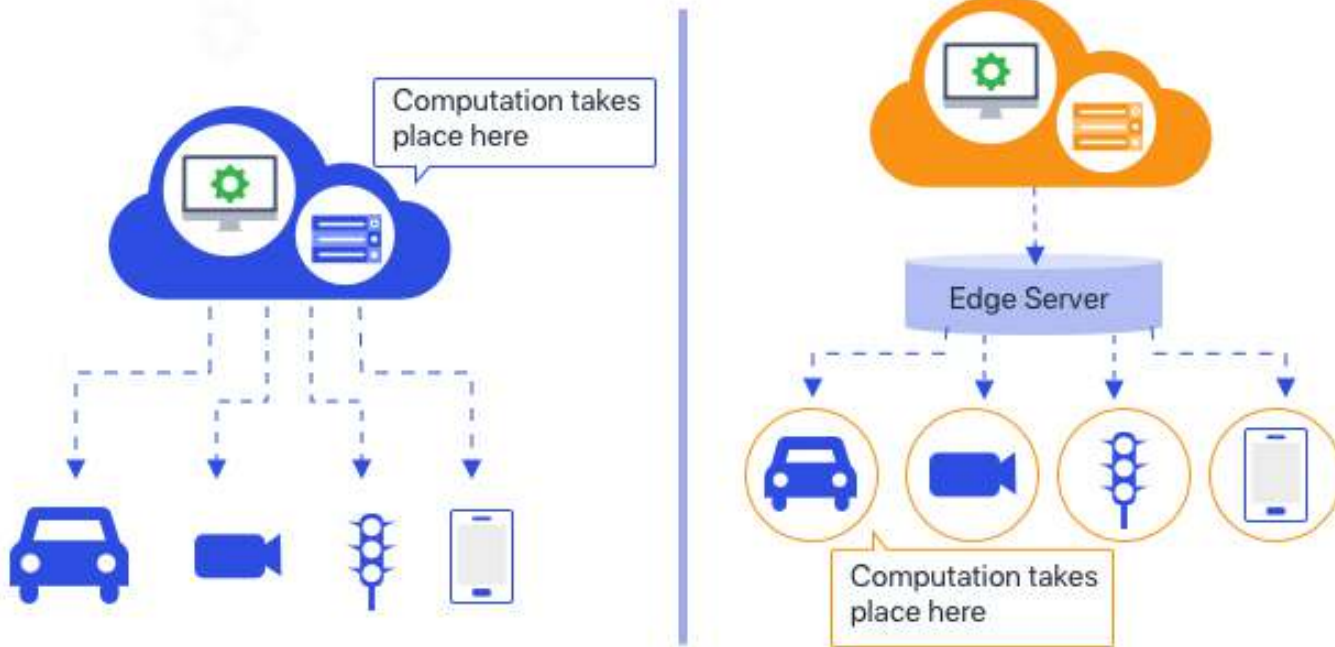 Computation takes
place here
Edge Server
Computation takes
place here